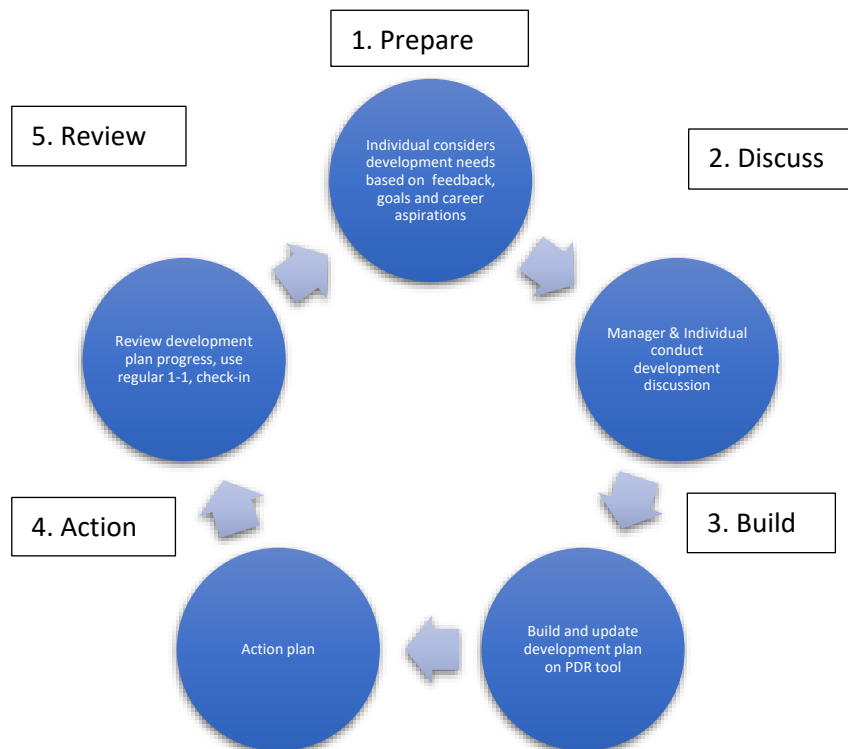 1. Prepare
Individual considers
development needs
based on feedback,
goals and career
aspirations
2. Discuss
Manager & Individual
conduct
development
discussion
3. Build
Build and update
development plan
on PDR tool
4. Action
Action plan
5. Review
Review development
plan progress, use
regular 1-1, check-in